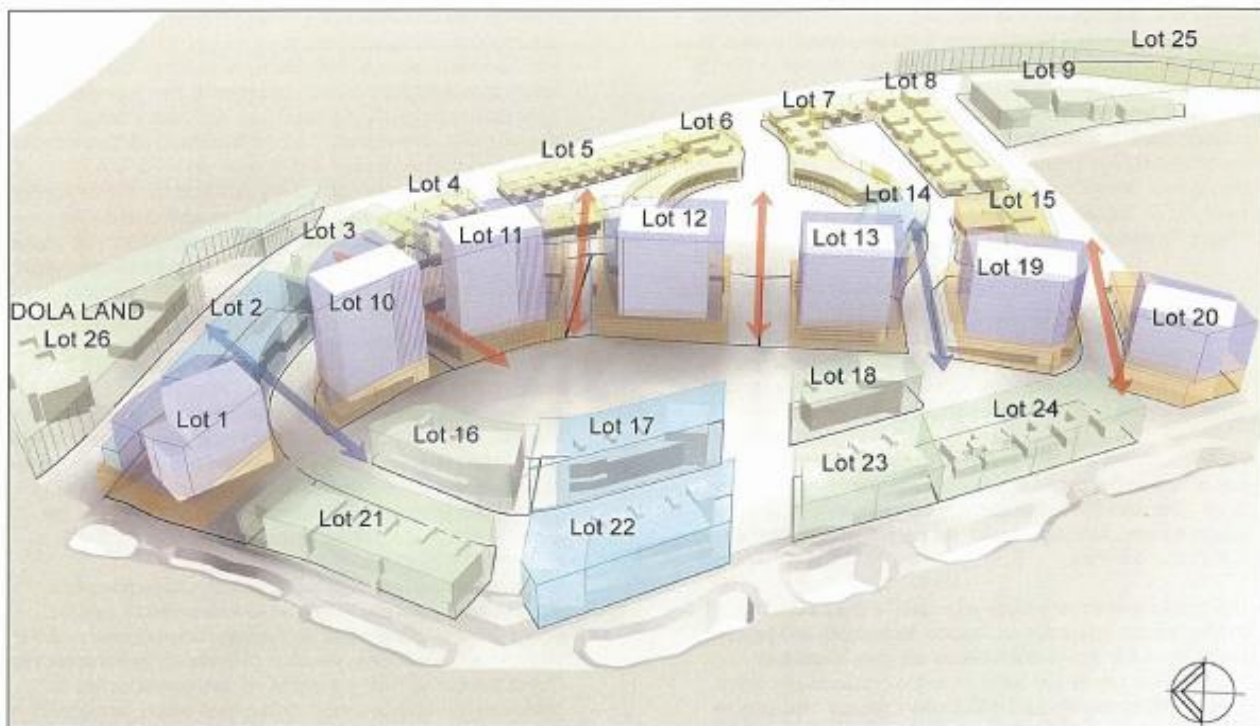 Lot 25
Lot 9
Lot 8
Lot 7
Lot 6
Lot 5
Lot 4
Lot 14
Lot 15
Lot 3
Lot 12
Lot 11
Lot 13
Lot 19
Lot 2
Lot 10
DOLA LAND
Lot 26
Lot 20
Lot 18
Lot 1
Lot 16
Lot 17
Lot 24
Lot 23
Lot 21
Lot 22